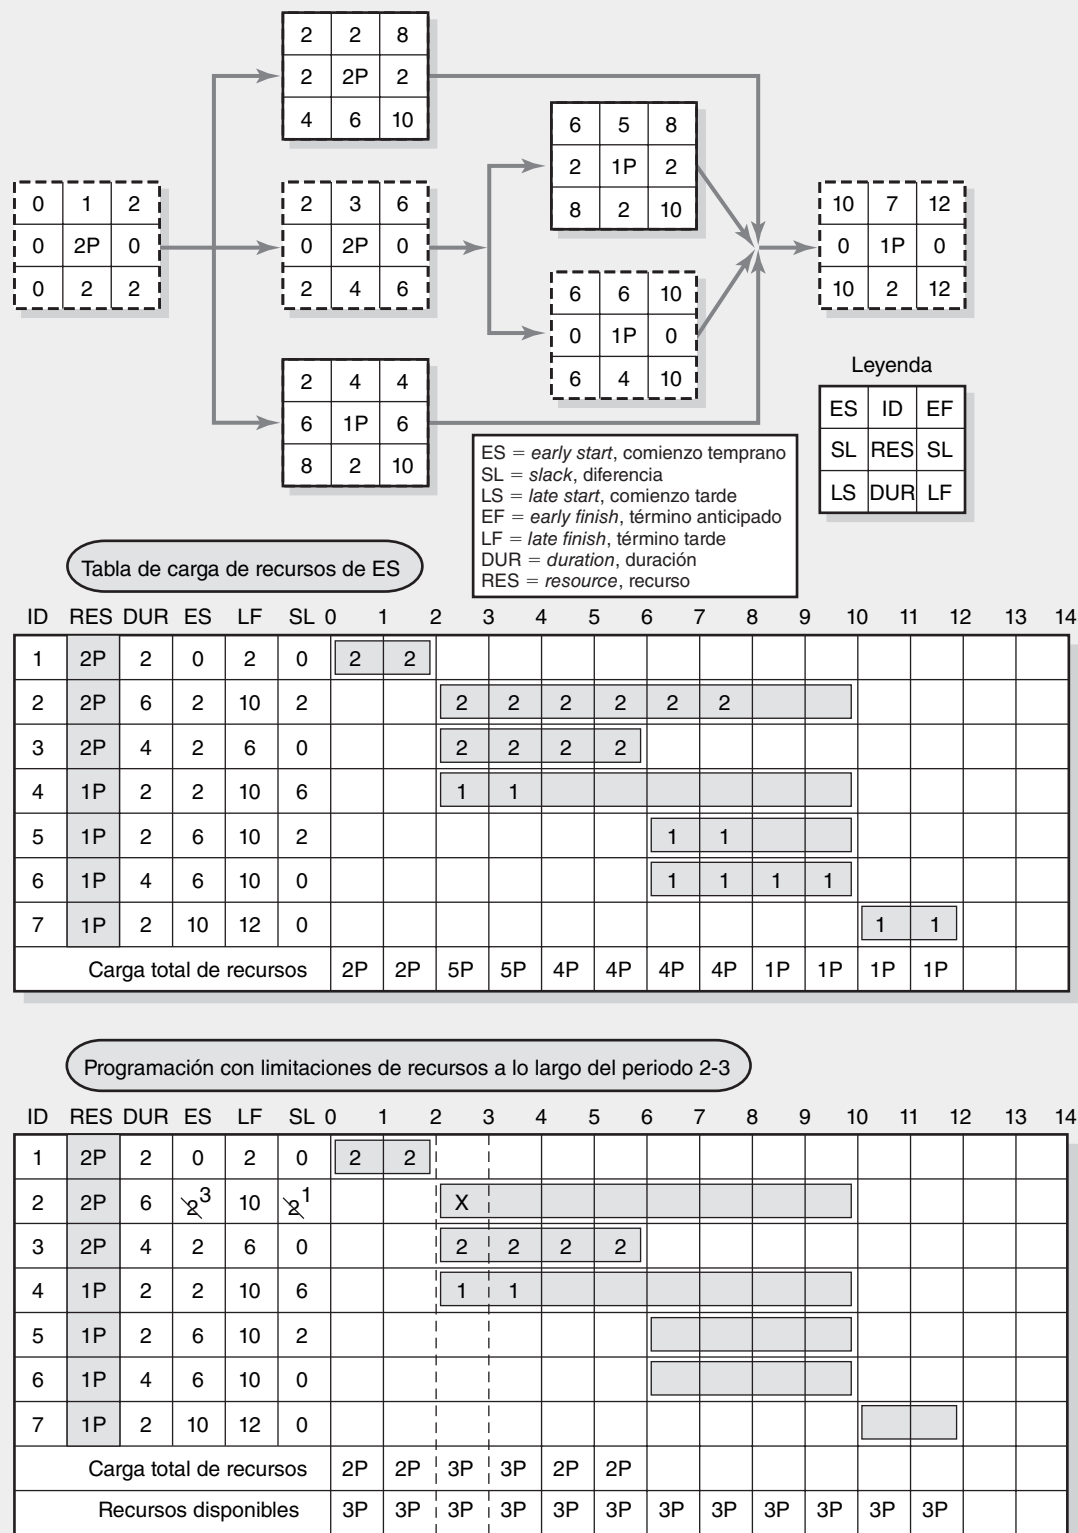 2 2 8
2 2P 2
4 6 10
6 5 8
2 1P 2
8 2 10
0 1 2
0 2P 0
0 2 2
2 3 6
0 2P 0
2 4 6
10 7 12
0 1P 0
10 2 12
6 6 10
0 1P 0
6 4 10
2 4 4
6 1P 6
8 2 10
Leyenda
ES ID EF
SL RES SL
LS DUR LF
ES = early start, comienzo temprano
SL = slack, diferencia
LS = late start, comienzo tarde
EF = early finish, término anticipado
LF = late finish, término tarde
DUR = duration, duración
RES = resource, recurso
Tabla de carga de recursos de ES
ID RES DUR ES LF SL 0 1 2 3 4 5 6 7 8 9 10 11 12 13 14
1 2P 2 0 2 0 2 2
2 2P 6 2 10 2 2 2 2 2 2 2
3 2P 4 2 6 0 2 2 2 2
4 1P 2 2 10 6 1 1
5 1P 2 6 10 2 1 1
6 1P 4 6 10 0 1 1 1 1
7 1P 2 10 12 0 1 1
Carga total de recursos 2P 2P 5P 5P 4P 4P 4P 4P 1P 1P 1P 1P
Programación con limitaciones de recursos a lo largo del periodo 2-3
ID RES DUR ES LF SL 0 1 2 3 4 5 6 7 8 9 10 11 12 13 14
1 2P 2 0 2 0 2 2
2 2P 6 2 3 10 2 1 X
3 2P 4 2 6 0 2 2 2 2
4 1P 2 2 10 6 1 1
5 1P 2 6 10 2
6 1P 4 6 10 0
7 1P 2 10 12 0
Carga total de recursos 2P 2P 3P 3P 2P 2P
Recursos disponibles 3P 3P 3P 3P 3P 3P 3P 3P 3P 3P 3P 3P